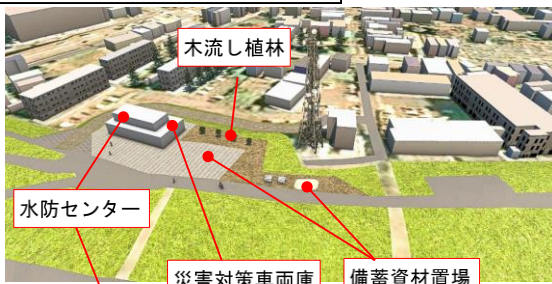 木流し植林
水防センター
災害対策車両庫
備蓄資材置場